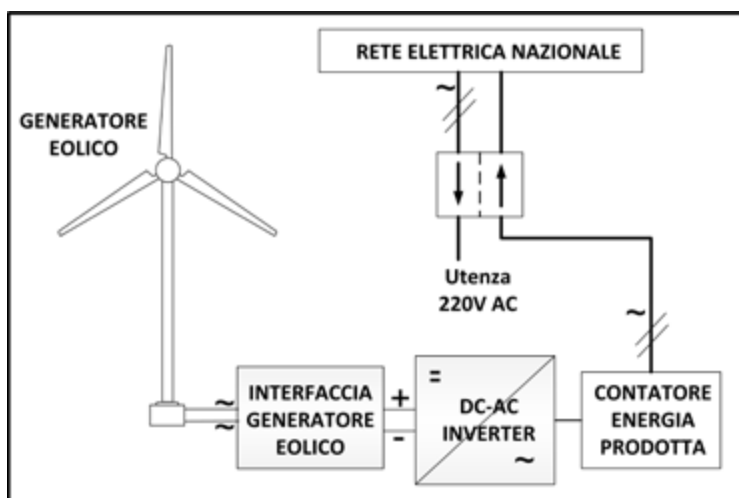 RETE ELETTRICA NAZIONALE
~
GENERATORE
EOLICO
Utenza
220V AC
~
~
~
INTERFACCIA
GENERATORE
EOLICO
+
-
=
DC-AC
INVERTER
~
CONTATORE
ENERGIA
PRODOTTA